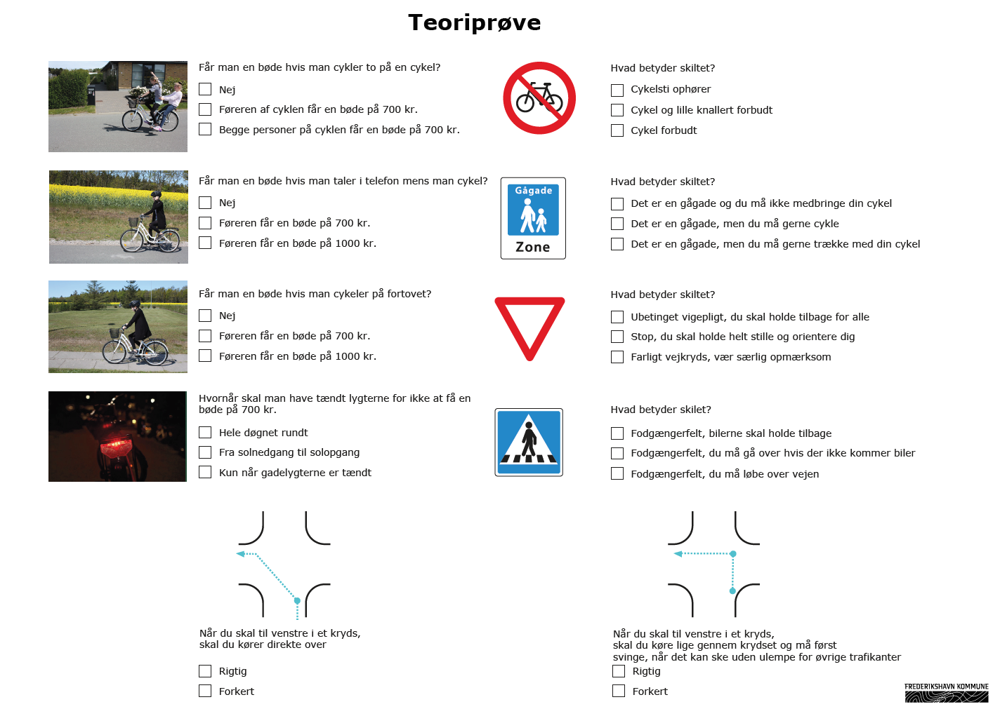 Teoriprøve
Får man en bøde hvis man cykler to på en cykel?
Nej
Føreren af cyklen får en bøde på 700 kr.
Begge personer på cyklen får en bøde på 700 kr.
Hvad betyder skiltet?
Cykelsti ophører
Cykel og lille knallert forbudt
Cykel forbudt
Får man en bøde hvis man taler i telefon mens man cykel?
Nej
Føreren får en bøde på 700 kr.
Føreren får en bøde på 1000 kr.
Gågade
Zone
Hvad betyder skiltet?
Det er en gågade og du må ikke medbringe din cykel
Det er en gågade, men du må gerne cykle
Det er en gågade, men du må gerne trække med din cykel
Får man en bøde hvis man cykeler på fortovet?
Nej
Føreren får en bøde på 700 kr.
Føreren får en bøde på 1000 kr.
Hvad betyder skiltet?
Ubetinget vigepligt, du skal holde tilbage for alle
Stop, du skal holde helt stille og orientere dig
Farligt vejkryds, vær særlig opmærksom
Hvornår skal man have tændt lygterne for ikke at få en
bøde på 700 kr.
Hele døgnet rundt
Fra solnedgang til solopgang
Kun når gadelygterne er tændt
Hvad betyder skilet?
Fodgængerfelt, bilerne skal holde tilbage
Fodgængerfelt, du må gå over hvis der ikke kommer biler
Fodgængerfelt, du må løbe over vejen
Når du skal til venstre i et kryds,
skal du kører direkte over
Rigtig
Forkert
Når du skal til venstre i et kryds,
skal du køre lige gennem krydset og må først
svinge, når det kan ske uden ulempe for øvrige trafikanter
Rigtig
Forkert
FREDERIKSHAVN KOMMUNE